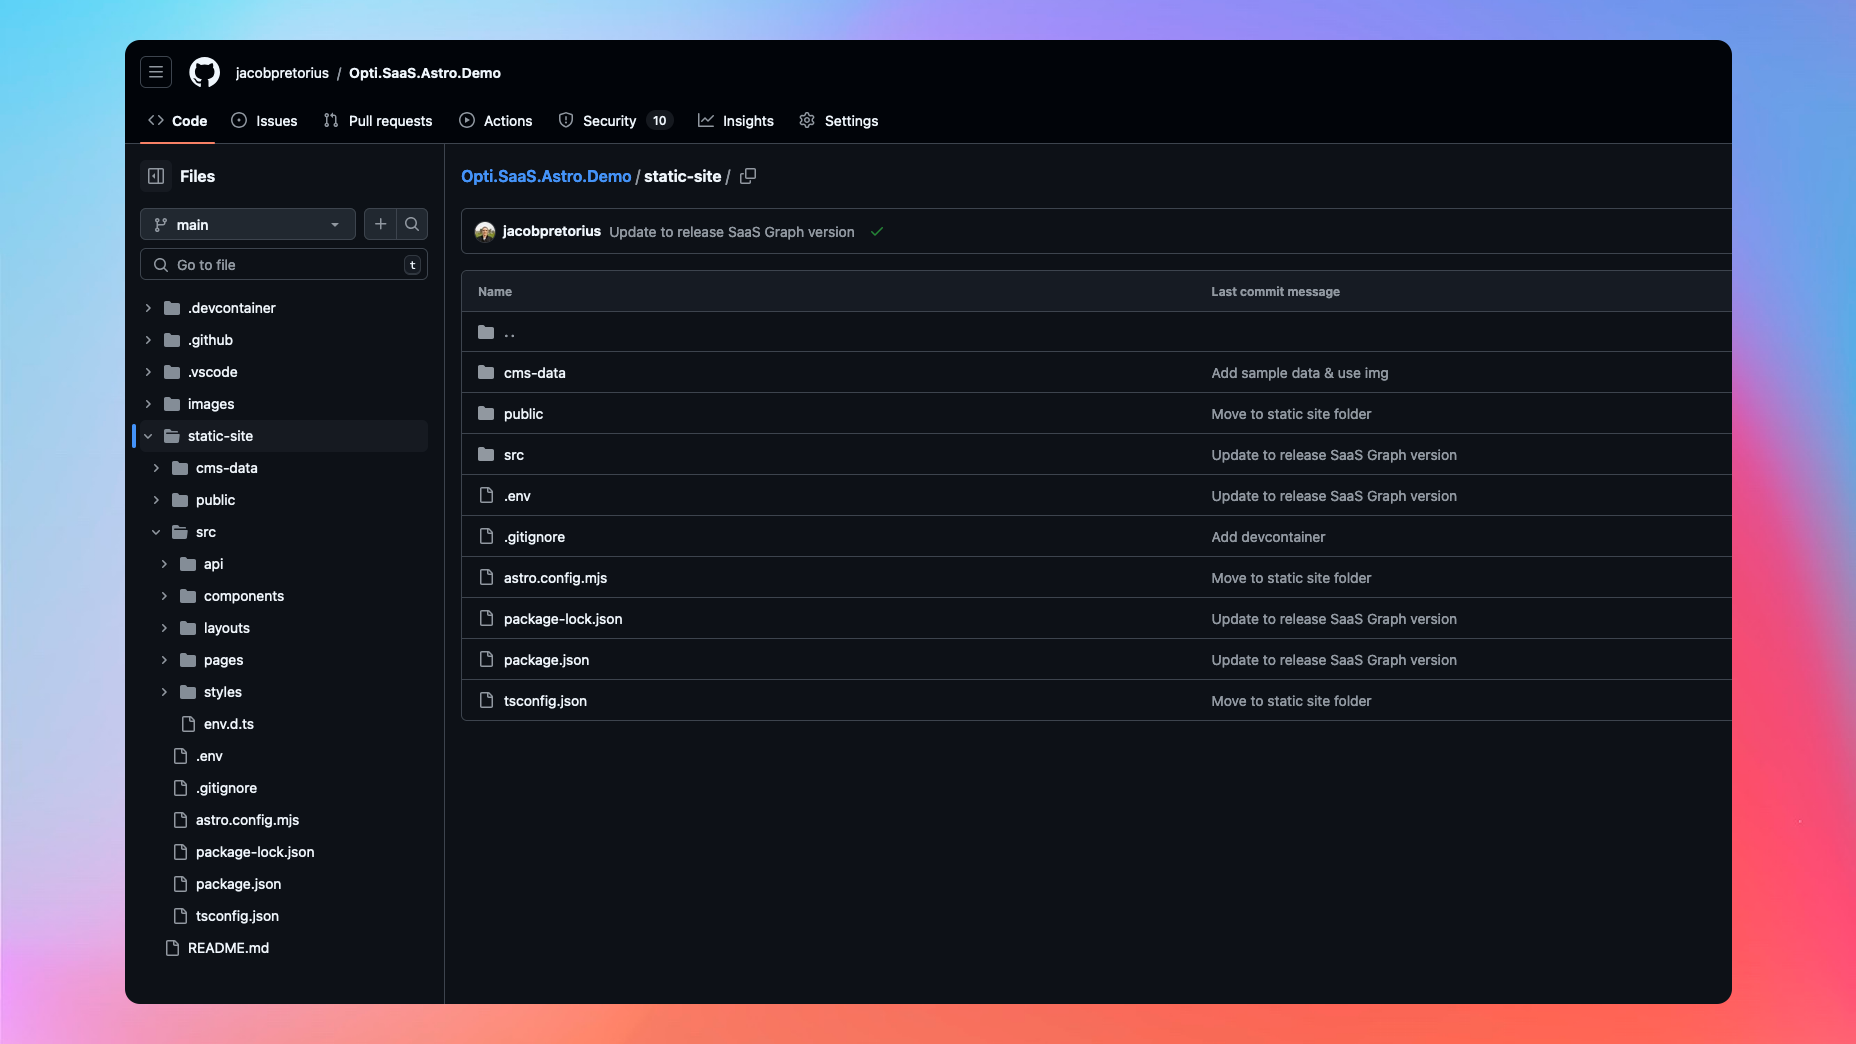 jacobpretorius / Opti.SaaS.Astro.Demo
Code Issues Pull requests Actions Security 10 Insights Settings
Files
main
Go to file t
.devcontainer
.github
.vscode
images
static-site
cms-data
public
src
api
components
layouts
pages
styles
env.d.ts
.env
.gitignore
astro.config.mjs
package-lock.json
package.json
tsconfig.json
README.md
Opti.SaaS.Astro.Demo / static-site /
jacobpretorius Update to release SaaS Graph version
Name Last commit message
..
cms-data Add sample data & use img
public Move to static site folder
src Update to release SaaS Graph version
.env Update to release SaaS Graph version
.gitignore Add devcontainer
astro.config.mjs Move to static site folder
package-lock.json Update to release SaaS Graph version
package.json Update to release SaaS Graph version
tsconfig.json Move to static site folder